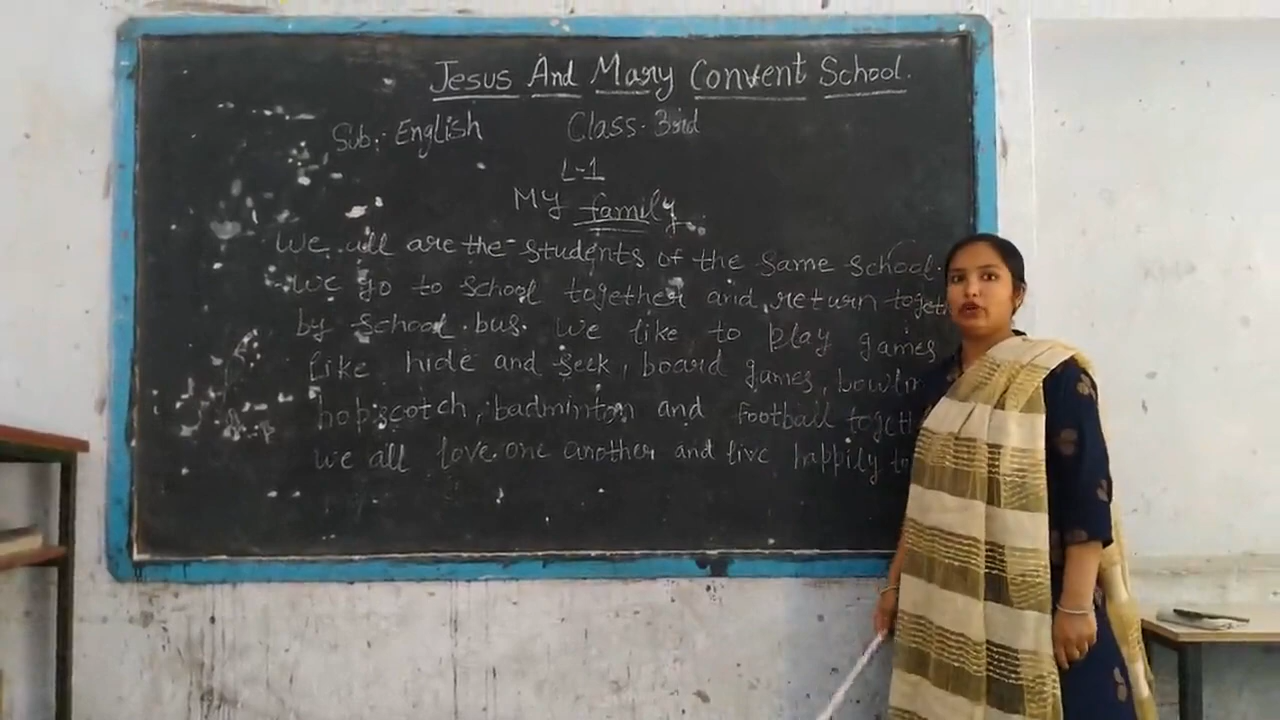 Jesus And Mary Convent School.
Sub: English Class. 3rd
L-1
My family
We all are the students of the same school.
we go to school together and return togeth
by school bus. We like to play games
like hide and seek, board games, bowlin
hopscotch, badminton and football togeth
we all love one another and live happily to